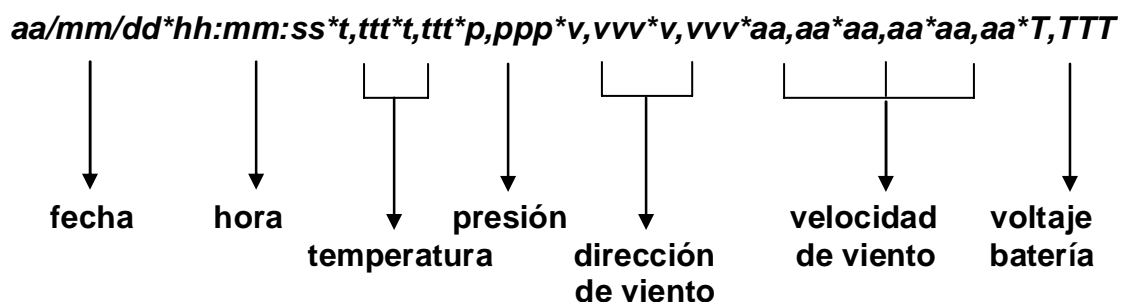 aa/mm/dd*hh:mm:ss*t,ttt*t,ttt*p,ppp*v,vvv*v,vvv*aa,aa*aa,aa*aa,aa*T,TTT
fecha
hora
temperatura
presión
dirección
de viento
velocidad
de viento
voltaje
batería